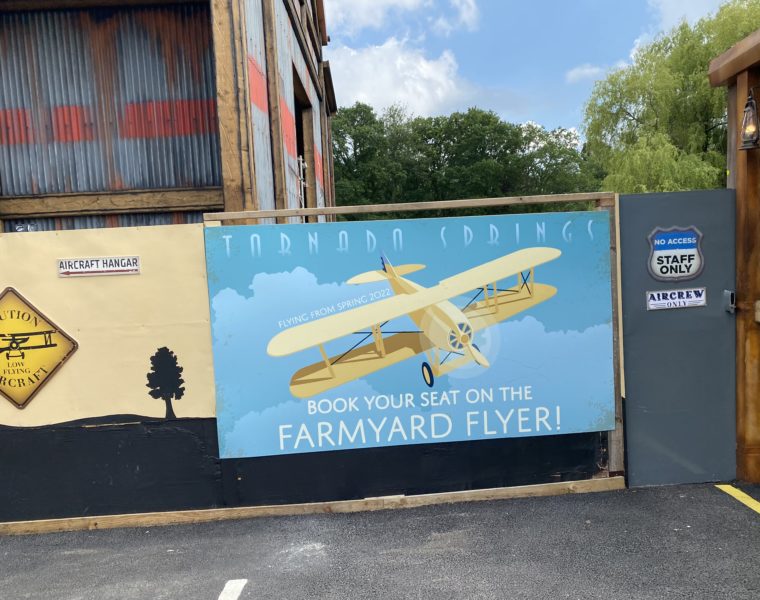 TORNADO SPRINGS
AIRCRAFT HANGAR
FLYING FROM SPRING 2022
BOOK YOUR SEAT ON THE
FARMYARD FLYER!
UTION
LOW
FLYING
RCRAFT
NO ACCESS
STAFF
ONLY
AIRCREW
ONLY